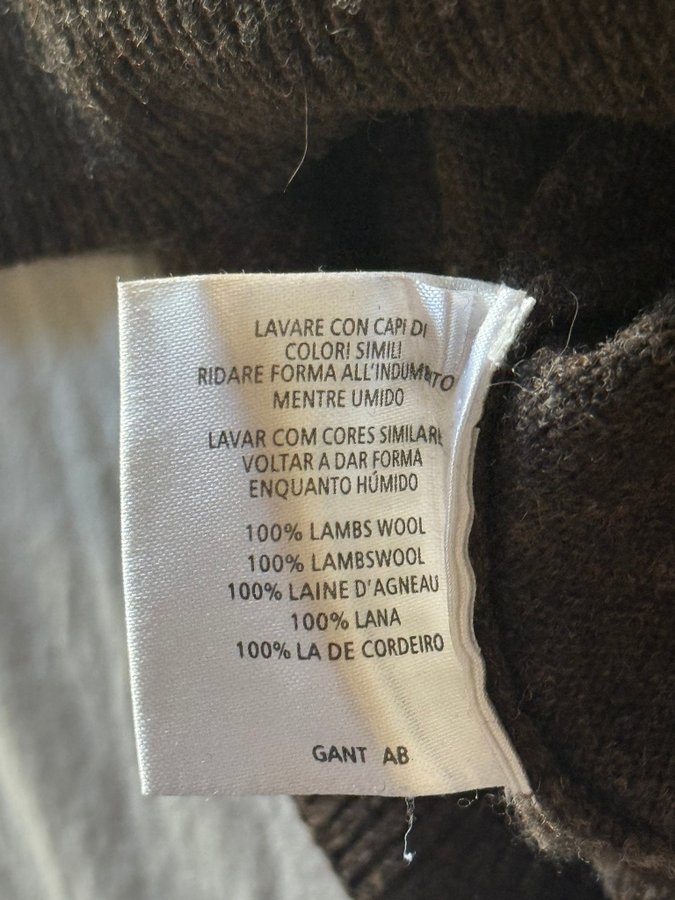 LAVARE CON CAPI DI
COLORI SIMILI
RIDARE FORMA ALL'INDUMENTO
MENTRE UMIDO
LAVAR COM CORES SIMILARE
VOLTAR A DAR FORMA
ENQUANTO HÚMIDO
100% LAMBS WOOL
100% LAMBSWOOL
100% LAINE D'AGNEAU
100% LANA
100% LA DE CORDEIRO
GANT AB